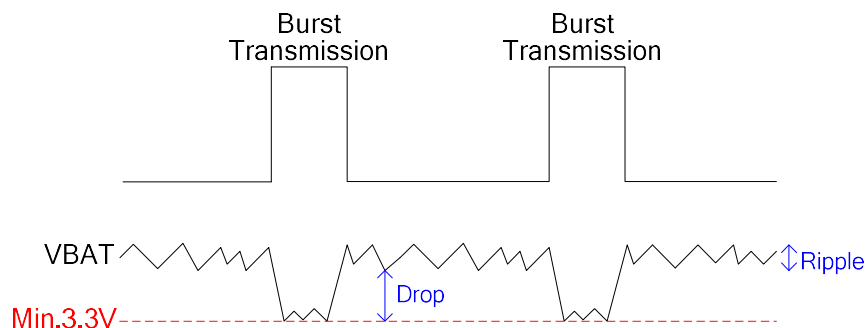 Burst
Transmission
Burst
Transmission
VBAT
Ripple
Drop
Min.3.3V